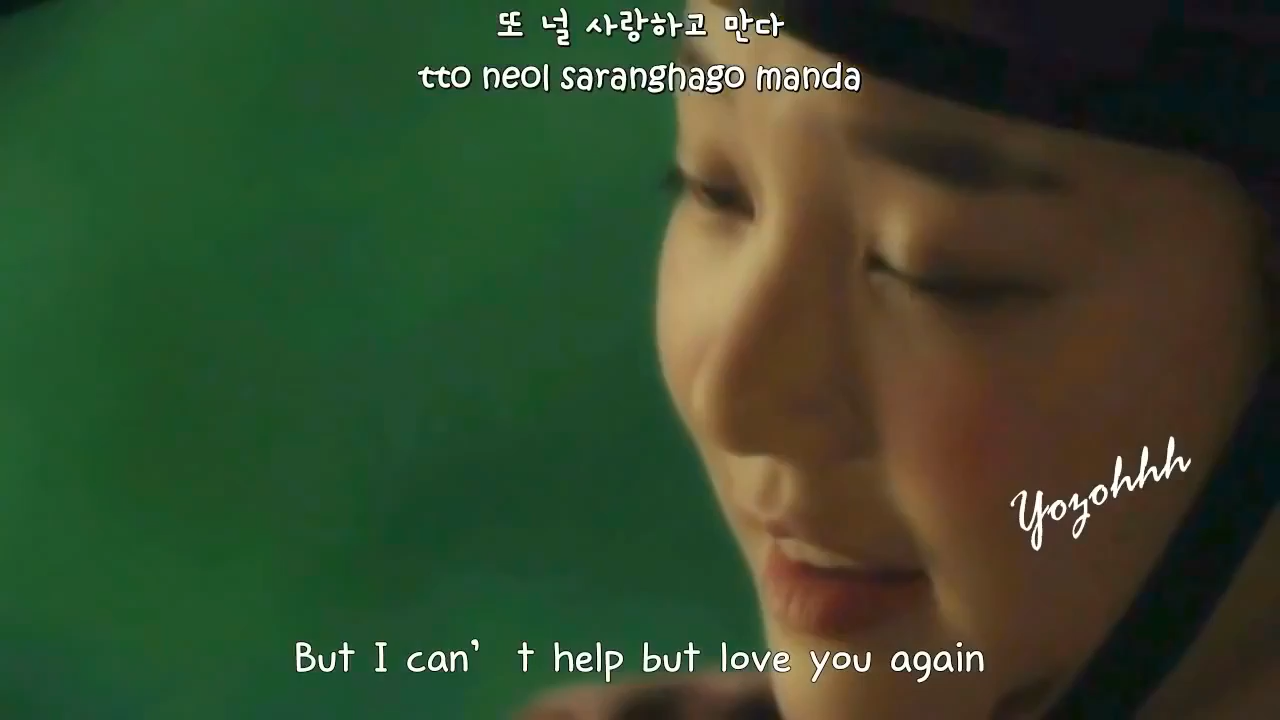 또 널 사랑하고 만다
tto neol saranghago manda
Yozohhh
But I can’t help but love you again